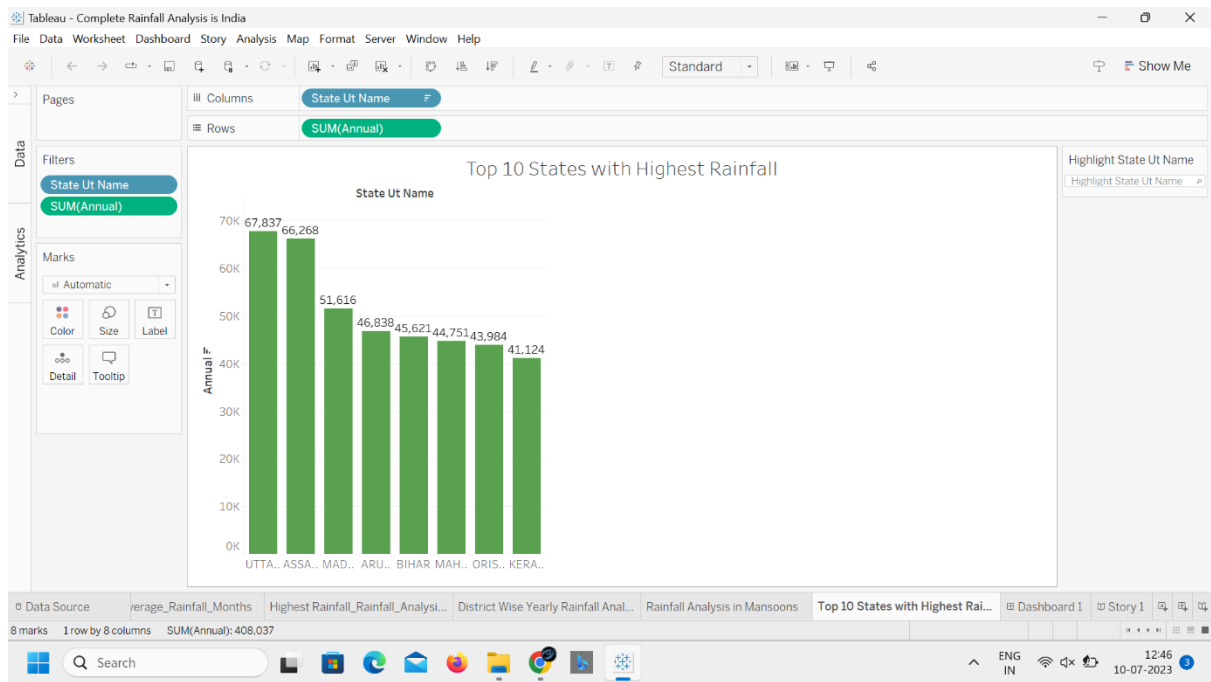 Tableau - Complete Rainfall Analysis is India
File Data Worksheet Dashboard Story Analysis Map Format Server Window Help
Standard
Show Me
Pages
Columns
State Ut Name
Rows
SUM(Annual)
Data
Analytics
Filters
State Ut Name
SUM(Annual)
Marks
Automatic
Color Size Label
Detail Tooltip
Top 10 States with Highest Rainfall
State Ut Name
Annual
70K
60K
50K
40K
30K
20K
10K
0K
67,837
66,268
51,616
46,838
45,621
44,751
43,984
41,124
UTTA.. ASSA.. MAD.. ARU.. BIHAR MAH.. ORIS.. KERA..
Highlight State Ut Name
Highlight State Ut Name
Data Source verage_Rainfall_Months Highest Rainfall_Rainfall_Analysi... District Wise Yearly Rainfall Anal... Rainfall Analysis in Mansoons Top 10 States with Highest Rai... Dashboard 1 Story 1
8 marks 1 row by 8 columns SUM(Annual): 408,037
Search
ENG
IN
12:46
10-07-2023
3